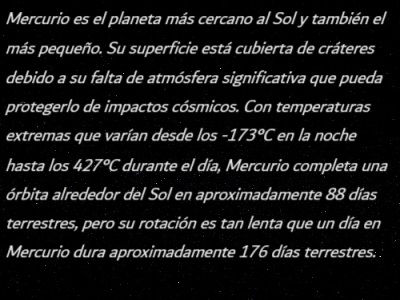 Mercurio es el planeta más cercano al Sol y también el
más pequeño. Su superficie está cubierta de cráteres
debido a su falta de atmósfera significativa que pueda
protegerlo de impactos cósmicos. Con temperaturas
extremas que varían desde los -173°C en la noche
hasta los 427°C durante el día, Mercurio completa una
órbita alrededor del Sol en aproximadamente 88 días
terrestres, pero su rotación es tan lenta que un día en
Mercurio dura aproximadamente 176 días terrestres.